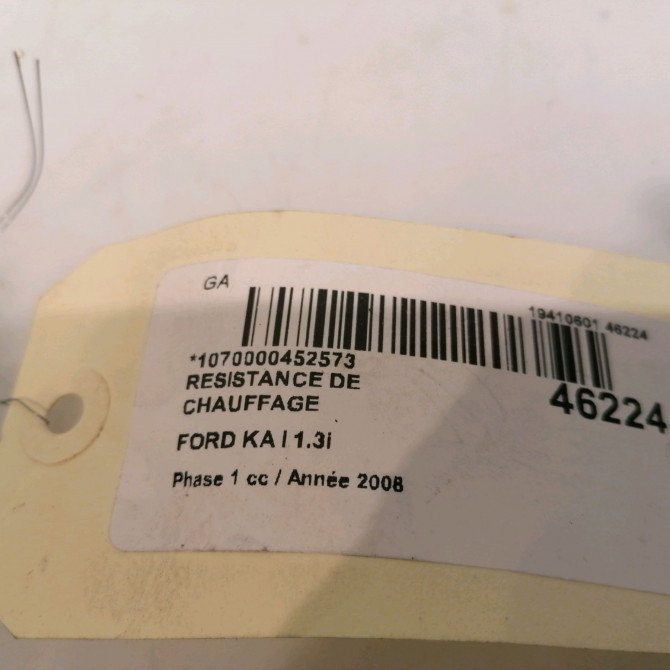 GA
19410601 46224
*1070000452573
46224
RESISTANCE DE
CHAUFFAGE
FORD KA I 1.3i
Phase 1 cc / Année 2008